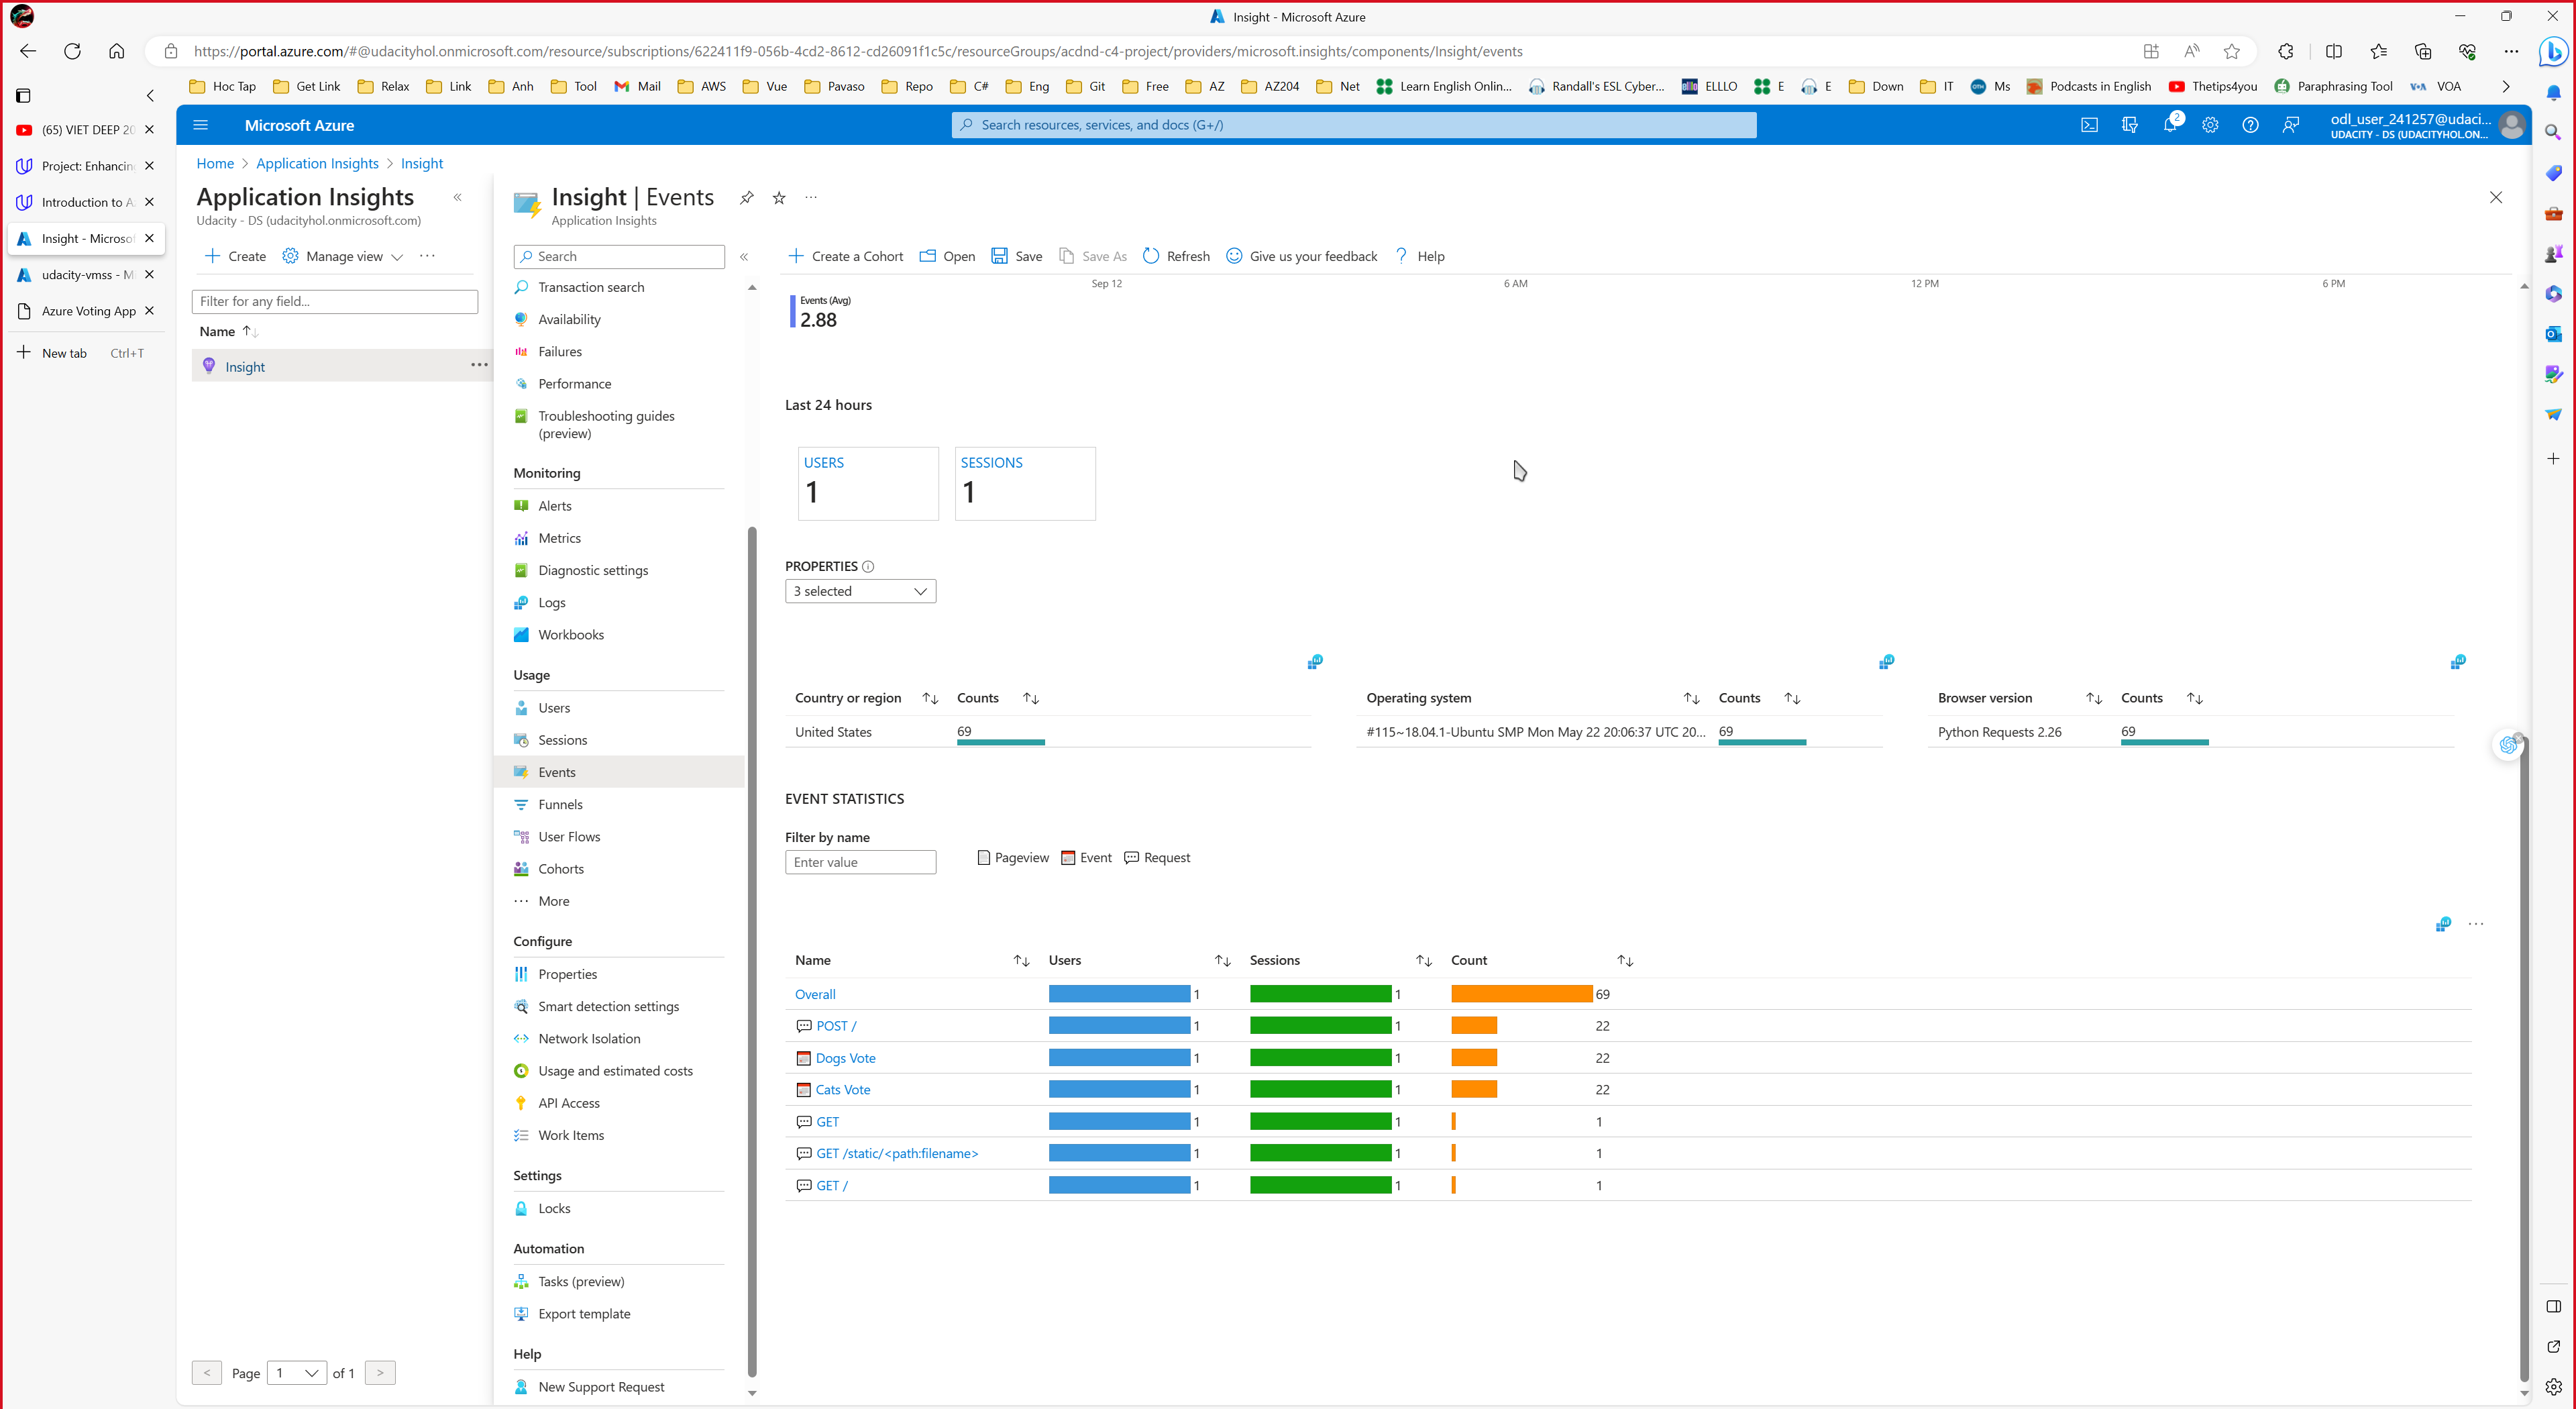 Insight - Microsoft Azure
https://portal.azure.com/#@udacityhol.onmicrosoft.com/resource/subscriptions/622411f9-056b-4cd2-8612-cd26091f1c5c/resourceGroups/acdnd-c4-project/providers/microsoft.insights/components/Insight/events
Hoc Tap Get Link Relax Link Anh Tool Mail AWS Vue Pavaso Repo C# Eng Git Free AZ AZ204 Net Learn English Onlin... Randall's ESL Cyber... ELLLO E E Down IT Ms Podcasts in English Thetips4you Paraphrasing Tool VOA
(65) VIET DEEP 20
Project: Enhancin
Introduction to A
Insight - Microsof
udacity-vmss - M
Azure Voting App
New tab Ctrl+T
Microsoft Azure
Search resources, services, and docs (G+/)
2
odl_user_241257@udaci...
UDACITY - DS (UDACITYHOL.ON...
Home > Application Insights > Insight
Application Insights
Udacity - DS (udacityhol.onmicrosoft.com)
Create Manage view ...
Filter for any field...
Name
Insight
Page 1 of 1
Insight | Events
Application Insights
Search
Transaction search
Availability
Failures
Performance
Troubleshooting guides
(preview)
Monitoring
Alerts
Metrics
Diagnostic settings
Logs
Workbooks
Usage
Users
Sessions
Events
Funnels
User Flows
Cohorts
More
Configure
Properties
Smart detection settings
Network Isolation
Usage and estimated costs
API Access
Work Items
Settings
Locks
Automation
Tasks (preview)
Export template
Help
New Support Request
Create a Cohort Open Save Save As Refresh Give us your feedback Help
Sep 12 6 AM 12 PM 6 PM
Events (Avg)
2.88
Last 24 hours
USERS
1
SESSIONS
1
PROPERTIES
3 selected
Country or region Counts
United States 69
Operating system Counts
#115~18.04.1-Ubuntu SMP Mon May 22 20:06:37 UTC 20... 69
Browser version Counts
Python Requests 2.26 69
EVENT STATISTICS
Filter by name
Enter value
Pageview Event Request
Name Users Sessions Count
Overall 1 1 69
POST / 1 1 22
Dogs Vote 1 1 22
Cats Vote 1 1 22
GET 1 1 1
GET /static/<path:filename> 1 1 1
GET / 1 1 1